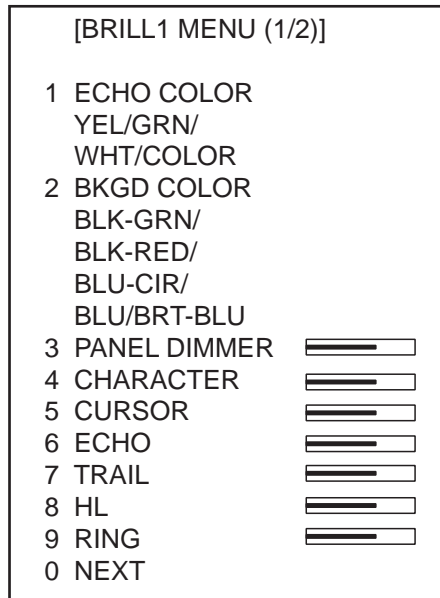 [BRILL1 MENU (1/2)]
1 ECHO COLOR
YEL/GRN/
WHT/COLOR
2 BKGD COLOR
BLK-GRN/
BLK-RED/
BLU-CIR/
BLU/BRT-BLU
3 PANEL DIMMER
4 CHARACTER
5 CURSOR
6 ECHO
7 TRAIL
8 HL
9 RING
0 NEXT